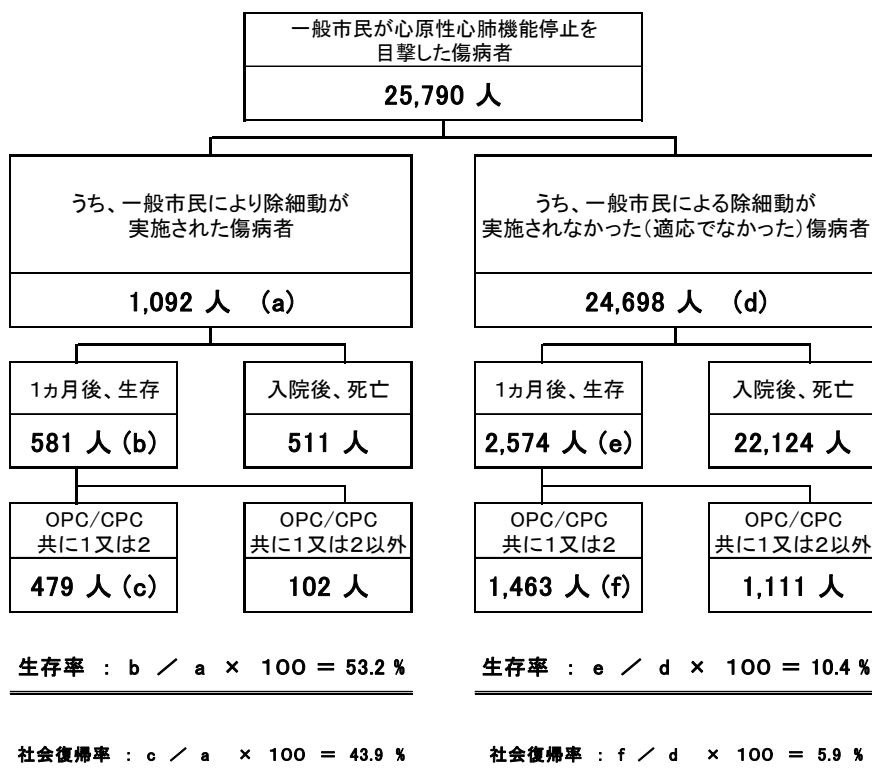 一般市民が心原性心肺機能停止を
目撃した傷病者
25,790 人
うち、一般市民により除細動が
実施された傷病者
1,092 人 (a)
うち、一般市民による除細動が
実施されなかった(適応でなかった)傷病者
24,698 人 (d)
1ヵ月後、生存
581 人 (b)
入院後、死亡
511 人
1ヵ月後、生存
2,574 人 (e)
入院後、死亡
22,124 人
OPC/CPC
共に1又は2
479 人 (c)
OPC/CPC
共に1又は2以外
102 人
OPC/CPC
共に1又は2
1,463 人 (f)
OPC/CPC
共に1又は2以外
1,111 人
生存率 : b / a × 100 = 53.2 %
生存率 : e / d × 100 = 10.4 %
社会復帰率 : c / a × 100 = 43.9 %
社会復帰率 : f / d × 100 = 5.9 %